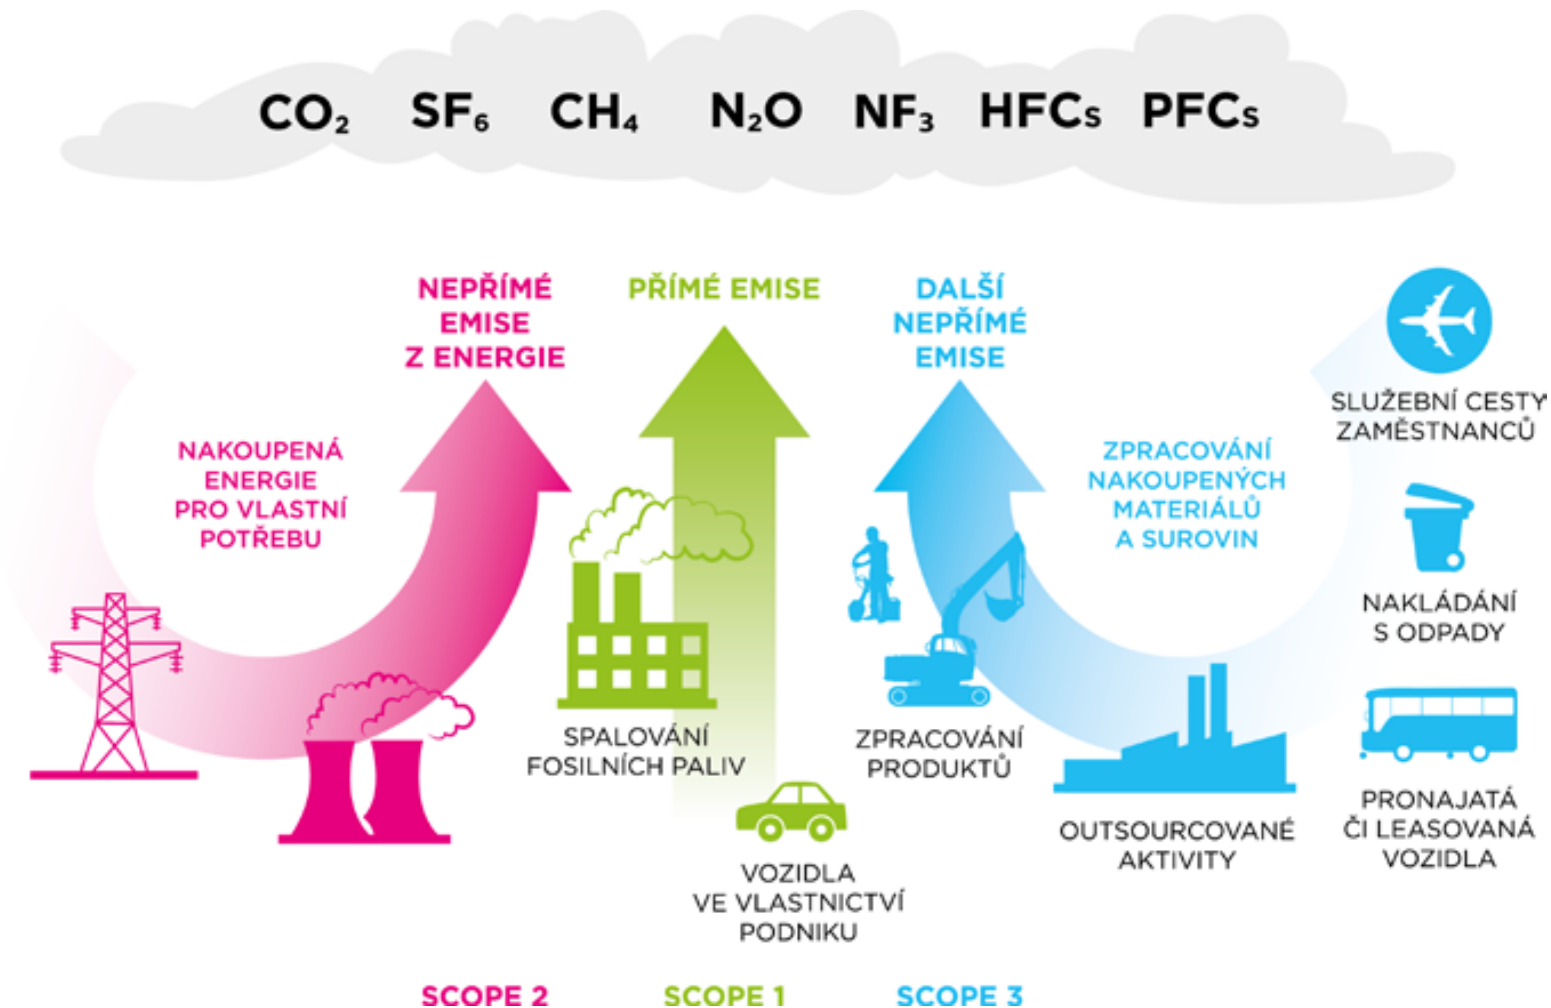 CO₂ SF₆ CH₄ N₂O NF₃ HFCs PFCs
NEPŘÍMÉ
EMISE
Z ENERGIE
PŘÍMÉ EMISE
DALŠÍ
NEPŘÍMÉ
EMISE
NAKOUPENÁ
ENERGIE
PRO VLASTNÍ
POTŘEBU
ZPRACOVÁNÍ
NAKOUPENÝCH
MATERIÁLŮ
A SUROVIN
SLUŽEBNÍ CESTY
ZAMĚSTNANCŮ
NAKLÁDÁNÍ
S ODPADY
SPALOVÁNÍ
FOSILNÍCH PALIV
ZPRACOVÁNÍ
PRODUKTŮ
OUTSOURCOVANÉ
AKTIVITY
PRONAJATÁ
ČI LEASOVANÁ
VOZIDLA
VOZIDLA
VE VLASTNICTVÍ
PODNIKU
SCOPE 2
SCOPE 1
SCOPE 3